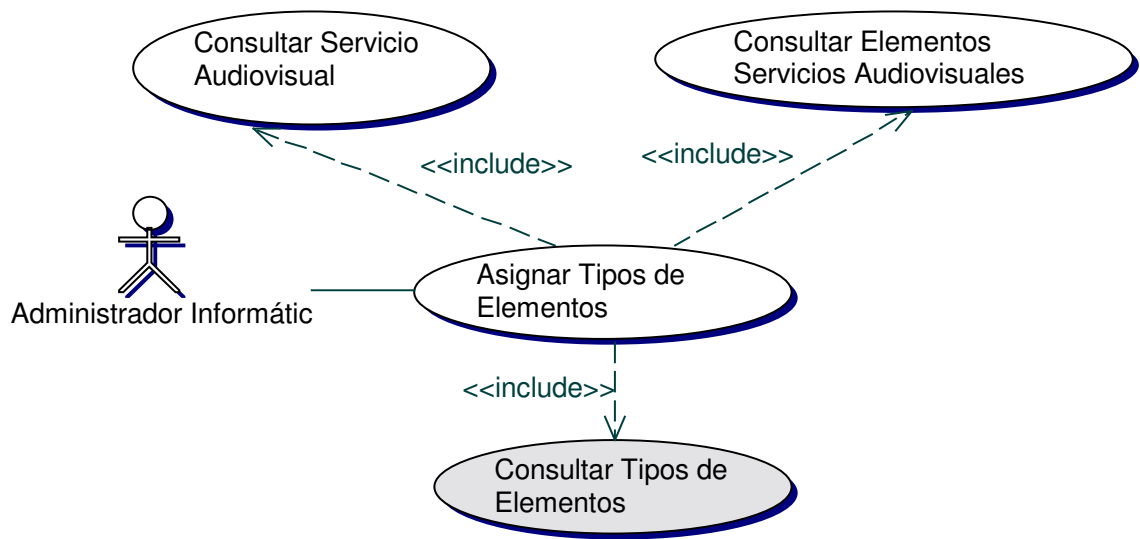 Consultar Servicio
Audiovisual
Consultar Elementos
Servicios Audiovisuales
<<include>>
<<include>>
Asignar Tipos de
Elementos
Administrador Informátic
<<include>>
Consultar Tipos de
Elementos